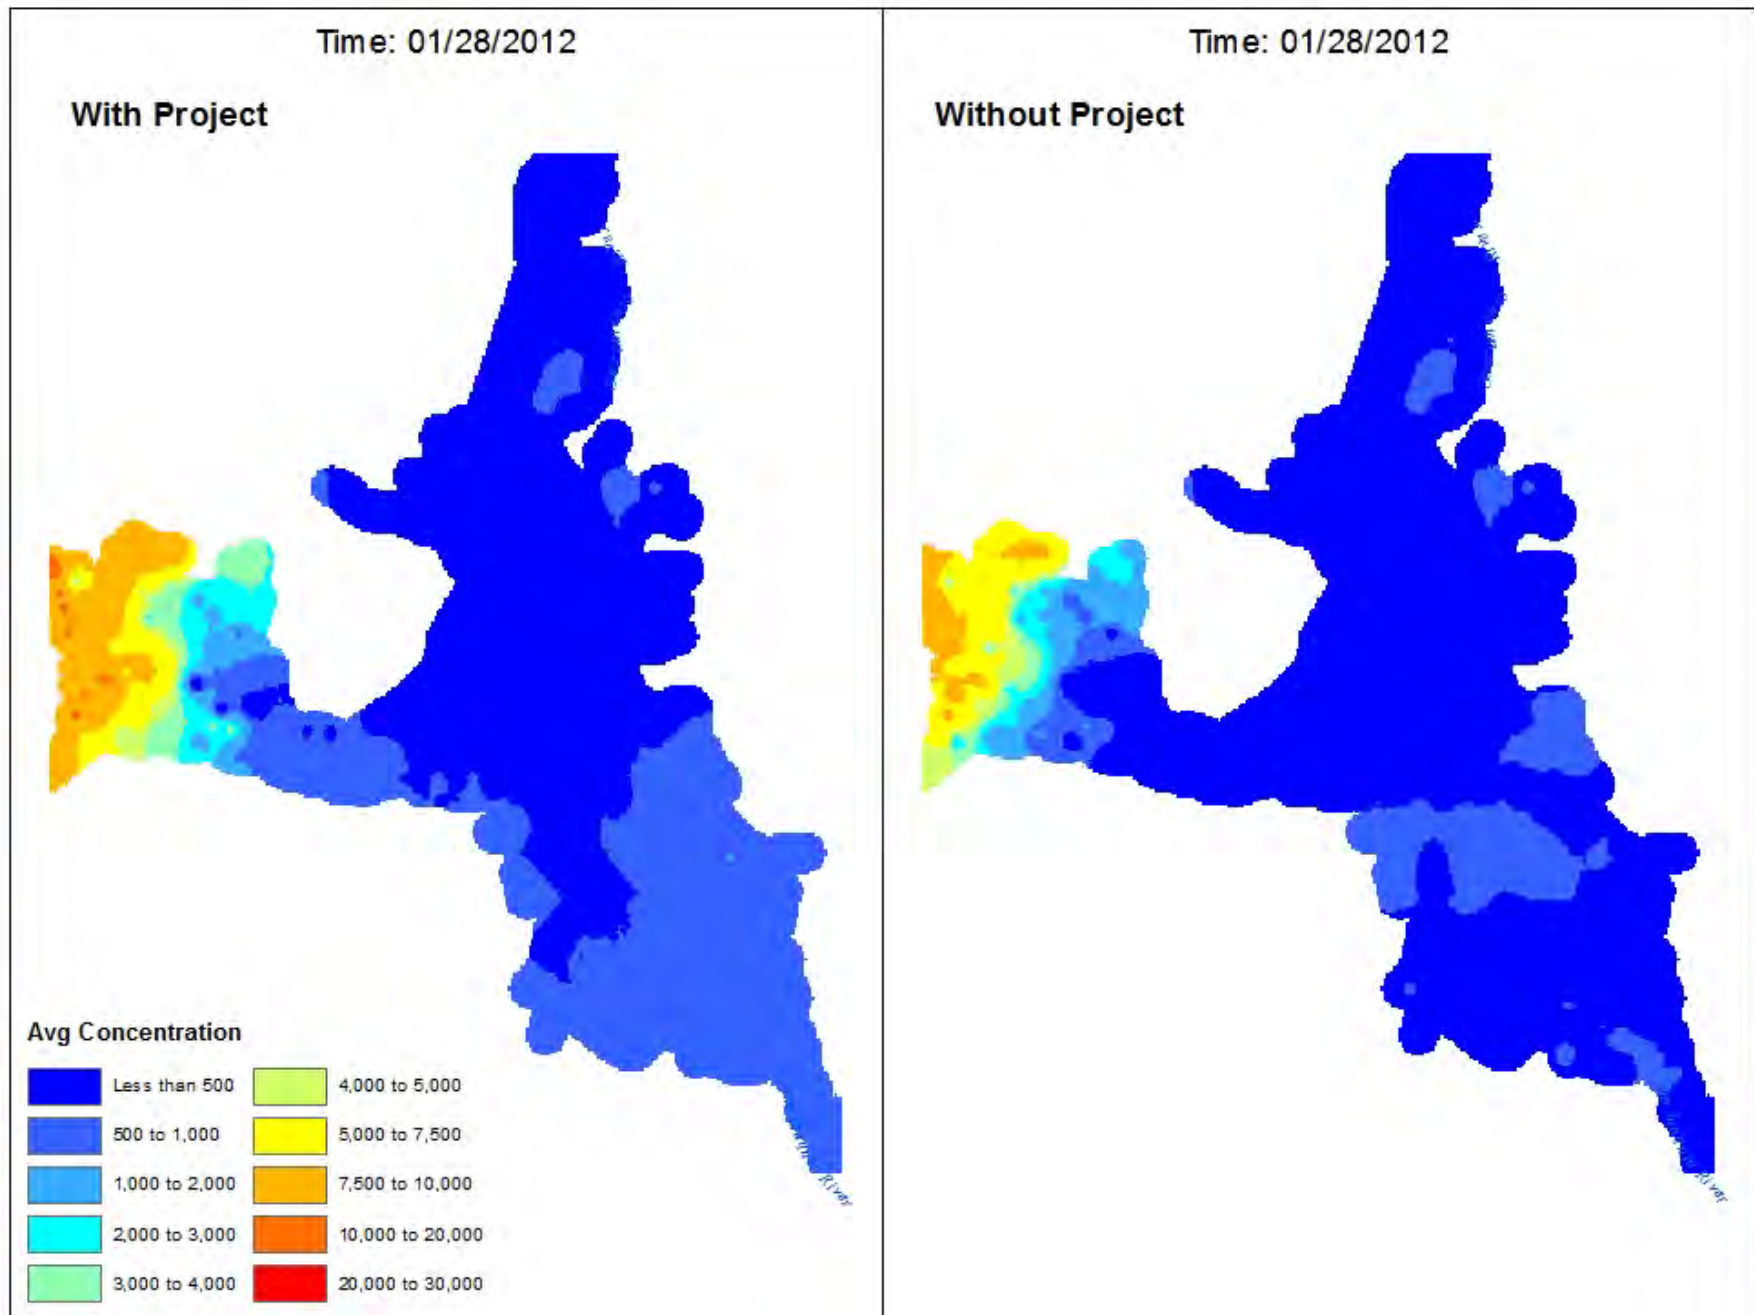 Time: 01/28/2012
With Project
Time: 01/28/2012
Without Project
Avg Concentration
Less than 500
500 to 1,000
1,000 to 2,000
2,000 to 3,000
3,000 to 4,000
4,000 to 5,000
5,000 to 7,500
7,500 to 10,000
10,000 to 20,000
20,000 to 30,000
River
River